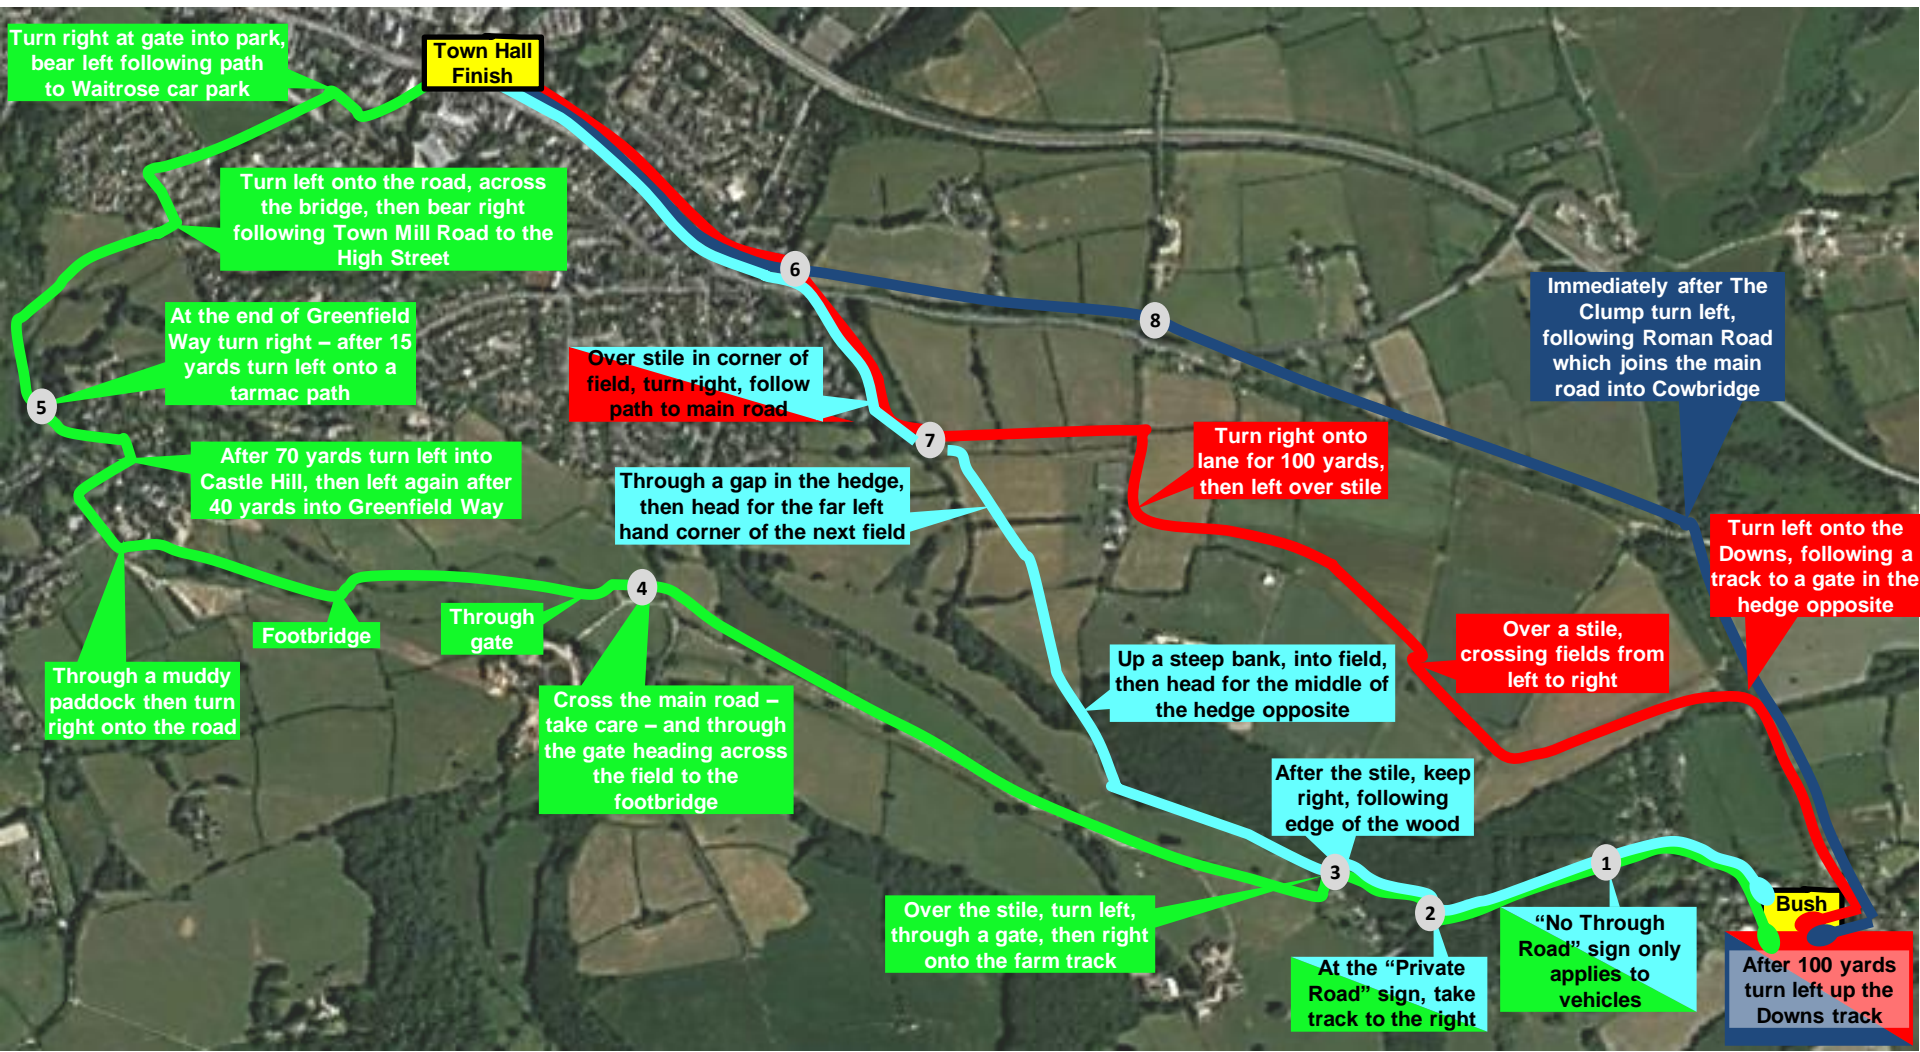 Turn right at gate into park,
bear left following path
to Waitrose car park
Town Hall
Finish
Turn left onto the road, across
the bridge, then bear right
following Town Mill Road to the
High Street
At the end of Greenfield
Way turn right – after 15
yards turn left onto a
tarmac path
5
After 70 yards turn left into
Castle Hill, then left again after
40 yards into Greenfield Way
Through a muddy
paddock then turn
right onto the road
Footbridge
Through
gate
4
Cross the main road –
take care – and through
the gate heading across
the field to the
footbridge
6
8
Over stile in corner of
field, turn right, follow
path to main road
7
Through a gap in the hedge,
then head for the far left
hand corner of the next field
Turn right onto
lane for 100 yards,
then left over stile
Immediately after The
Clump turn left,
following Roman Road
which joins the main
road into Cowbridge
Turn left onto the
Downs, following a
track to a gate in the
hedge opposite
Over a stile,
crossing fields from
left to right
Up a steep bank, into field,
then head for the middle of
the hedge opposite
After the stile, keep
right, following
edge of the wood
3
2
1
Over the stile, turn left,
through a gate, then right
onto the farm track
At the “Private
Road” sign, take
track to the right
“No Through
Road” sign only
applies to
vehicles
Bush
After 100 yards
turn left up the
Downs track